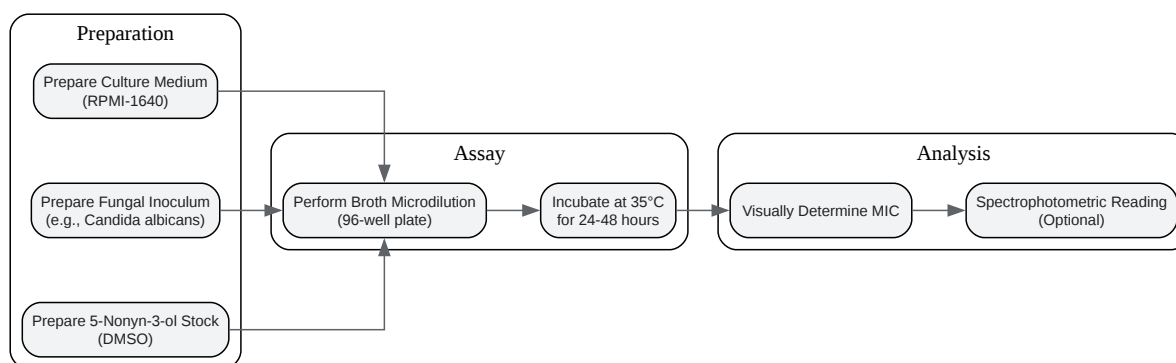 Preparation
Prepare Culture Medium
(RPMI-1640)
Prepare Fungal Inoculum
(e.g., Candida albicans)
Prepare 5-Nonyn-3-ol Stock
(DMSO)
Assay
Perform Broth Microdilution
(96-well plate)
Incubate at 35°C
for 24-48 hours
Analysis
Visually Determine MIC
Spectrophotometric Reading
(Optional)